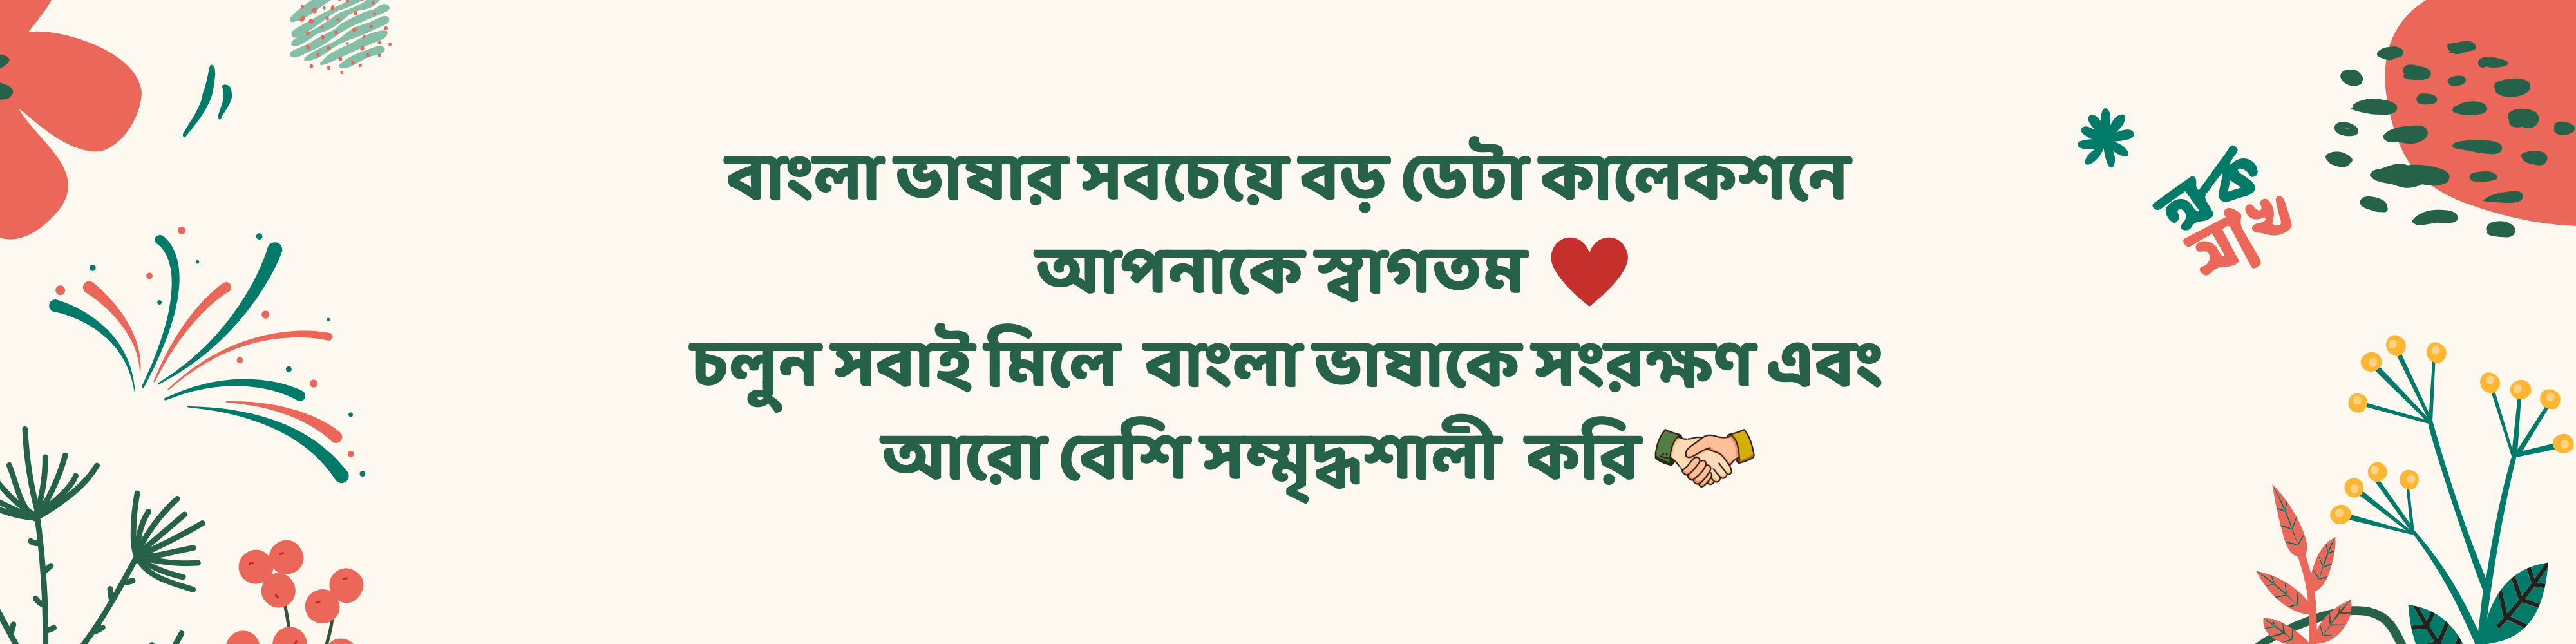 বাংলা ভাষার সবচেয়ে বড় ডেটা কালেকশনে
আপনাকে স্বাগতম ❤️
চলুন সবাই মিলে বাংলা ভাষাকে সংরক্ষণ এবং
আরো বেশি সম্মৃদ্ধশালী করি 🤝